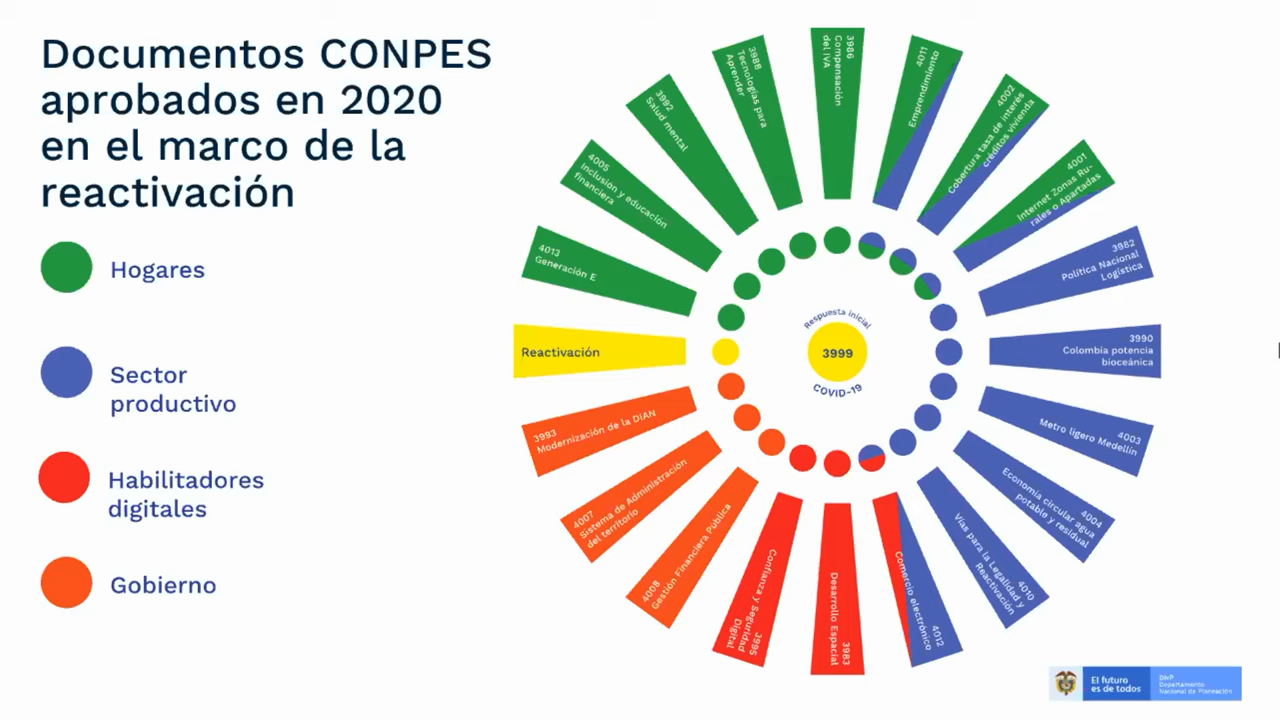 Documentos CONPES
aprobados en 2020
en el marco de la
reactivación
Hogares
Sector
productivo
Habilitadores
digitales
Gobierno
3986
Compensación
del IVA
4011
Emprendimiento
4002
Cobertura tasa de interés
créditos vivienda
4001
Internet Zonas Ru-
rales o Apartadas
3982
Política Nacional
Logística
3990
Colombia potencia
bioceánica
4003
Metro ligero Medellín
4004
Economía circular agua
potable y residual
4010
Vías para la Legalidad y
Reactivación
4012
Comercio electrónico
3983
Desarrollo Espacial
3995
Confianza y Seguridad
Digital
4008
Gestión Financiera Pública
4007
Sistema de Administración
del territorio
3993
Modernización de la DIAN
Reactivación
4013
Generación E
4005
Inclusión y educación
financiera
3992
Salud mental
3988
Tecnologías para
Aprender
Respuesta inicial
3999
COVID-19
El futuro
es de todos
DNP
Departamento
Nacional de Planeación